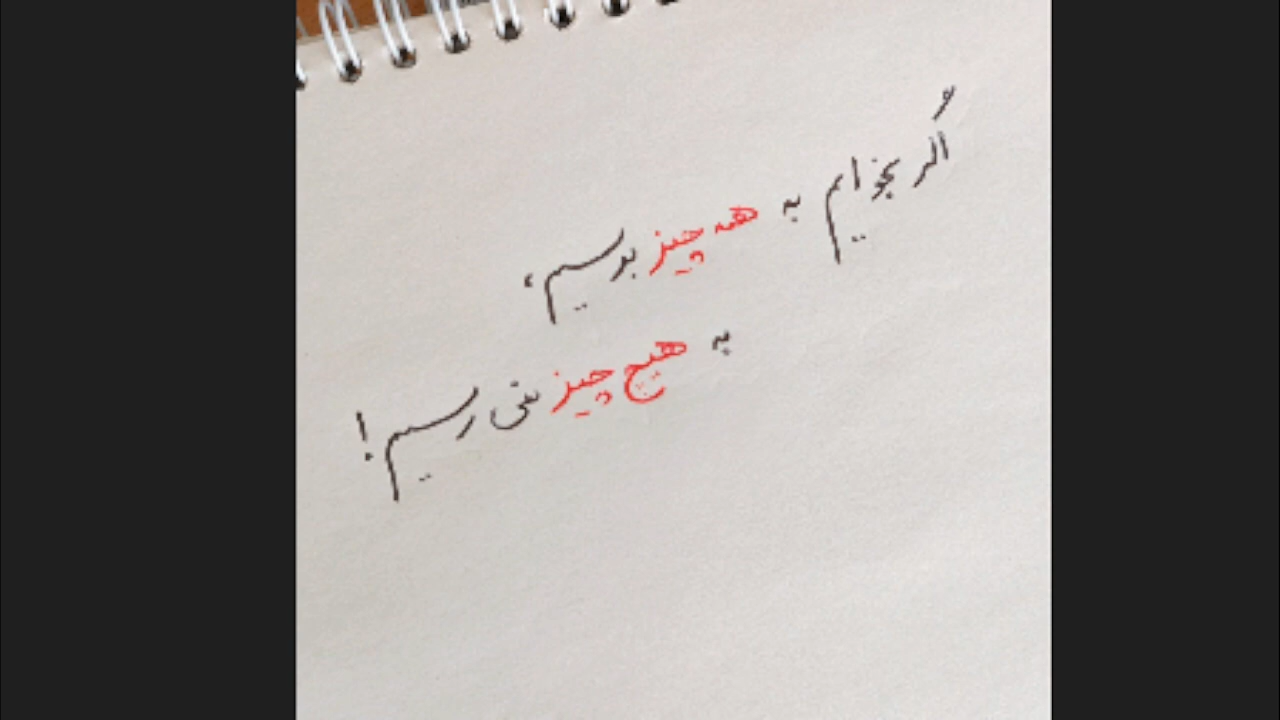 اگر بخوایم به همه چیز برسیم،
به هیچ چیز نمی رسیم!